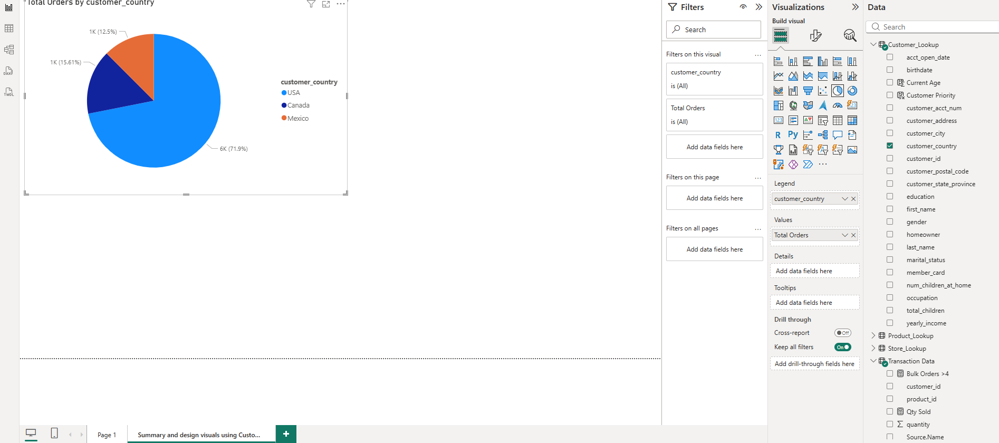 Total Orders by customer_country
1K (12.5%)
1K (15.61%)
6K (71.9%)
customer_country
USA
Canada
Mexico
DAX
TMDL
Page 1
Summary and design visuals using Custo...
+
Filters
Search
Filters on this visual
customer_country
is (All)
Total Orders
is (All)
Add data fields here
Filters on this page
Add data fields here
Filters on all pages
Add data fields here
Visualizations
Build visual
123
123
R
Py
Legend
customer_country
Values
Total Orders
Details
Add data fields here
Tooltips
Add data fields here
Drill through
Cross-report
Off
Keep all filters
On
Add drill-through fields here
Data
Search
Customer_Lookup
acct_open_date
birthdate
Current Age
Customer Priority
customer_acct_num
customer_address
customer_city
customer_country
customer_id
customer_postal_code
customer_state_province
education
first_name
gender
homeowner
last_name
marital_status
member_card
num_children_at_home
occupation
total_children
yearly_income
Product_Lookup
Store_Lookup
Transaction Data
Bulk Orders >4
customer_id
product_id
Qty Sold
quantity
Source.Name